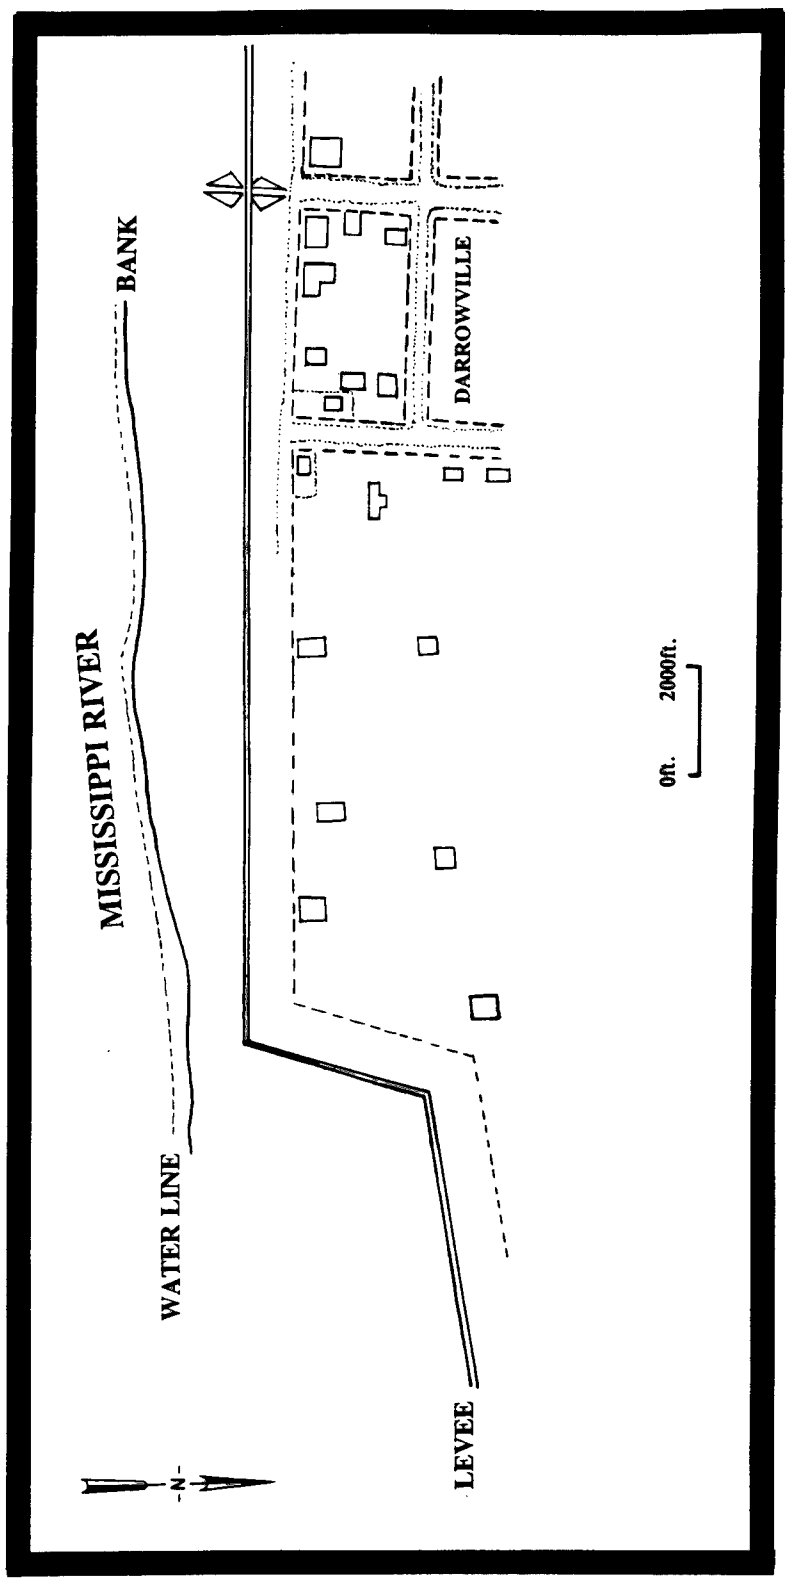 MISSISSIPPI RIVER
BANK
WATER LINE
LEVEE
DARROWVILLE
0ft. 2000ft.
-N-